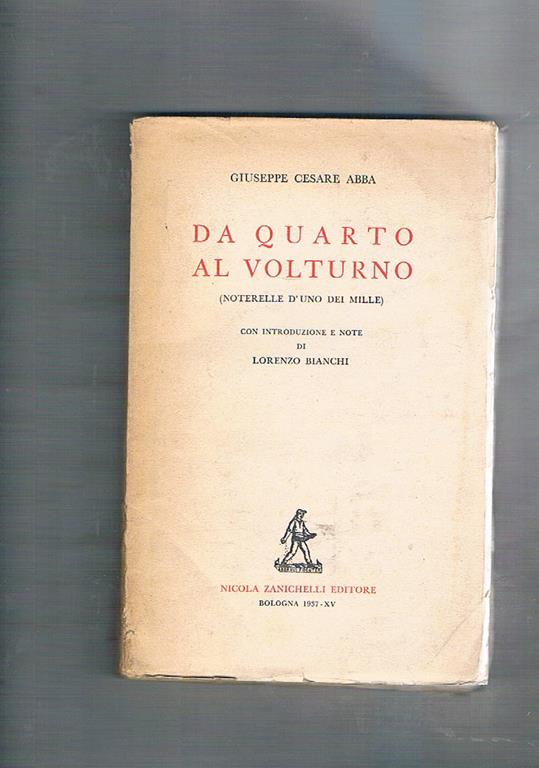 GIUSEPPE CESARE ABBA
DA QUARTO
AL VOLTURNO
(NOTERELLE D'UNO DEI MILLE)
CON INTRODUZIONE E NOTE
DI
LORENZO BIANCHI
NICOLA ZANICHELLI EDITORE
BOLOGNA 1937-XV